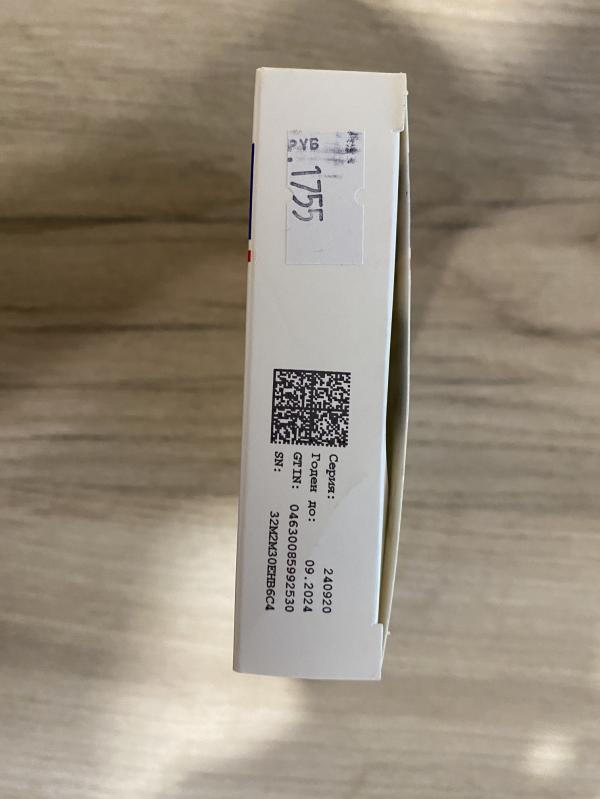 РУБ
.1755
Серия: 240920
Годен до: 09.2024
GTIN: 04630085992530
SN: 32M2M30EHB6C4